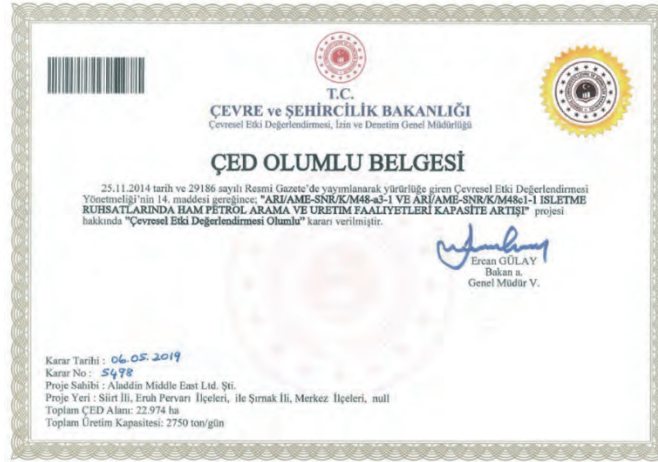 T.C.
ÇEVRE ve ŞEHİRCİLİK BAKANLIĞI
Çevresel Etki Değerlendirmesi, İzin ve Denetim Genel Müdürlüğü
ÇED OLUMLU BELGESİ
25.11.2014 tarih ve 29186 sayılı Resmi Gazete'de yayımlanarak yürürlüğe giren Çevresel Etki Değerlendirmesi
Yönetmeliği'nin 14. maddesi gereğince; "ARI/AME-SNR/K/M48-a3-1 VE ARİ/AME-SNR/K/M48c1-1 ISLETME
RUHSATLARINDA HAM PETROL ARAMA VE URETIM FAALIYETLERİ KAPASİTE ARTIŞI" projesi
hakkında "Çevresel Etki Değerlendirmesi Olumlu" kararı verilmiştir.
Ercan GÜLAY
Bakan a.
Genel Müdür V.
Karar Tarihi : 06.05.2019
Karar No : 5498
Proje Sahibi : Aladdin Middle East Ltd. Şti.
Proje Yeri : Siirt İli, Eruh Pervarı İlçeleri, ile Şırnak İli, Merkez İlçeleri, null
Toplam ÇED Alanı: 22.974 ha
Toplam Üretim Kapasitesi: 2750 ton/gün